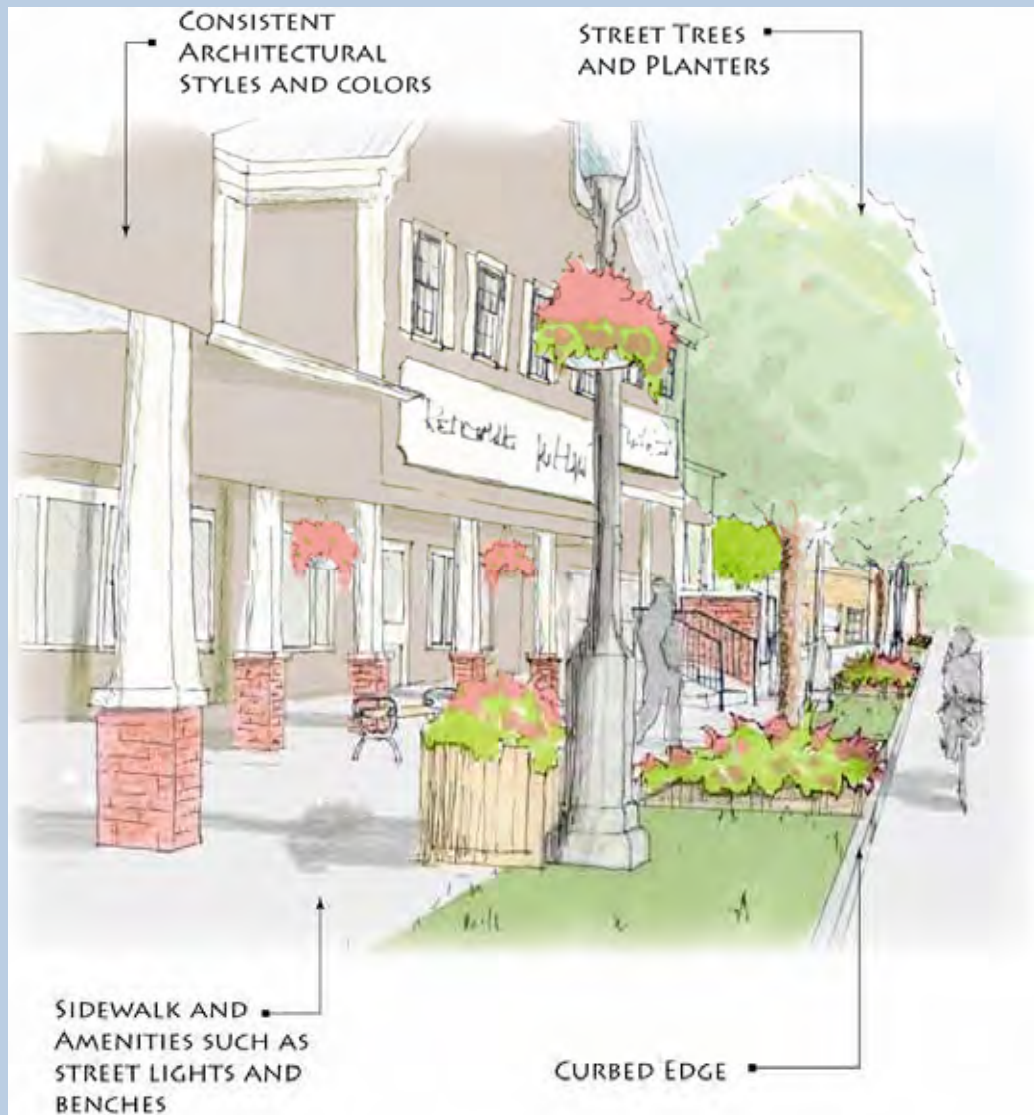 CONSISTENT
ARCHITECTURAL
STYLES AND COLORS
STREET TREES
AND PLANTERS
SIDEWALK AND
AMENITIES SUCH AS
STREET LIGHTS AND
BENCHES
CURBED EDGE